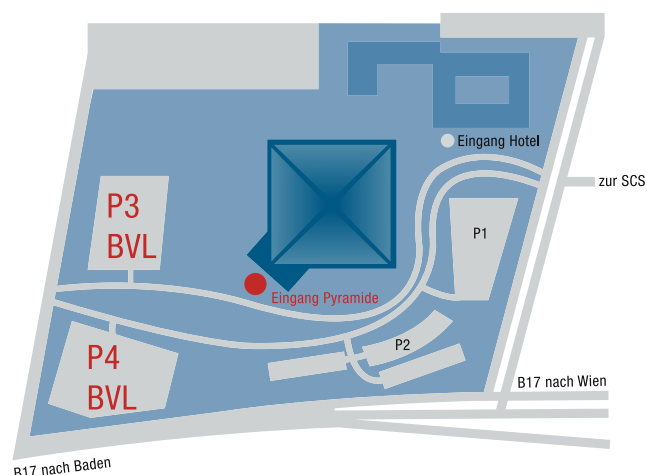 Eingang Hotel
zur SCS
P3
BVL
P1
Eingang Pyramide
P2
P4
BVL
B17 nach Wien
B17 nach Baden